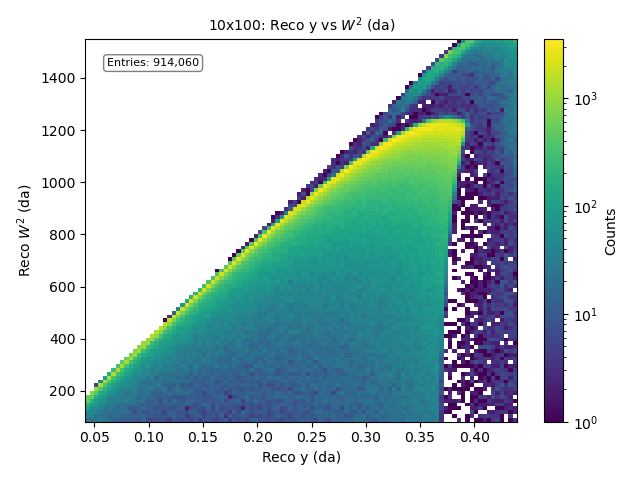 10x100: Reco y vs W² (da)
Entries: 914,060
Reco W² (da)
1400
1200
1000
800
600
400
200
0.05 0.10 0.15 0.20 0.25 0.30 0.35 0.40
Reco y (da)
10³
10²
10¹
10⁰
Counts